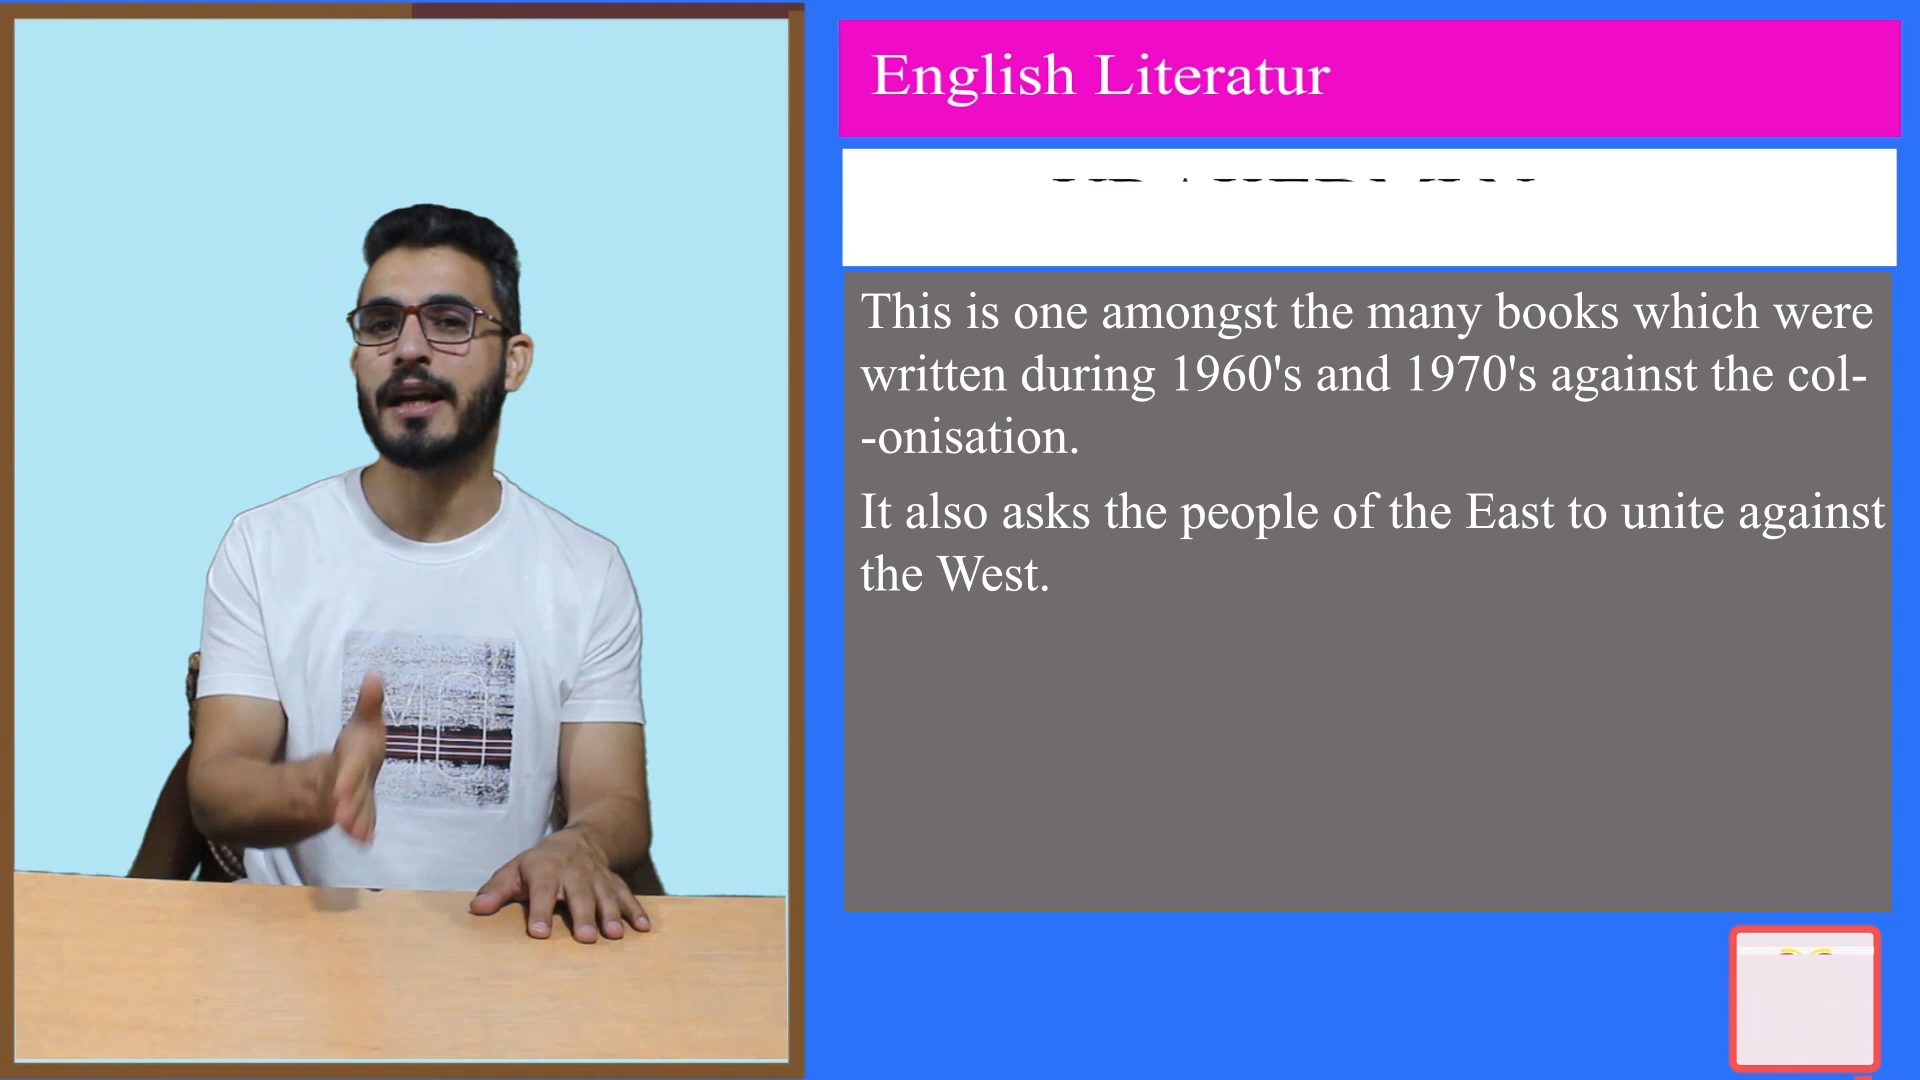 English Literatur
This is one amongst the many books which were
written during 1960's and 1970's against the col-
-onisation.
It also asks the people of the East to unite against
the West.